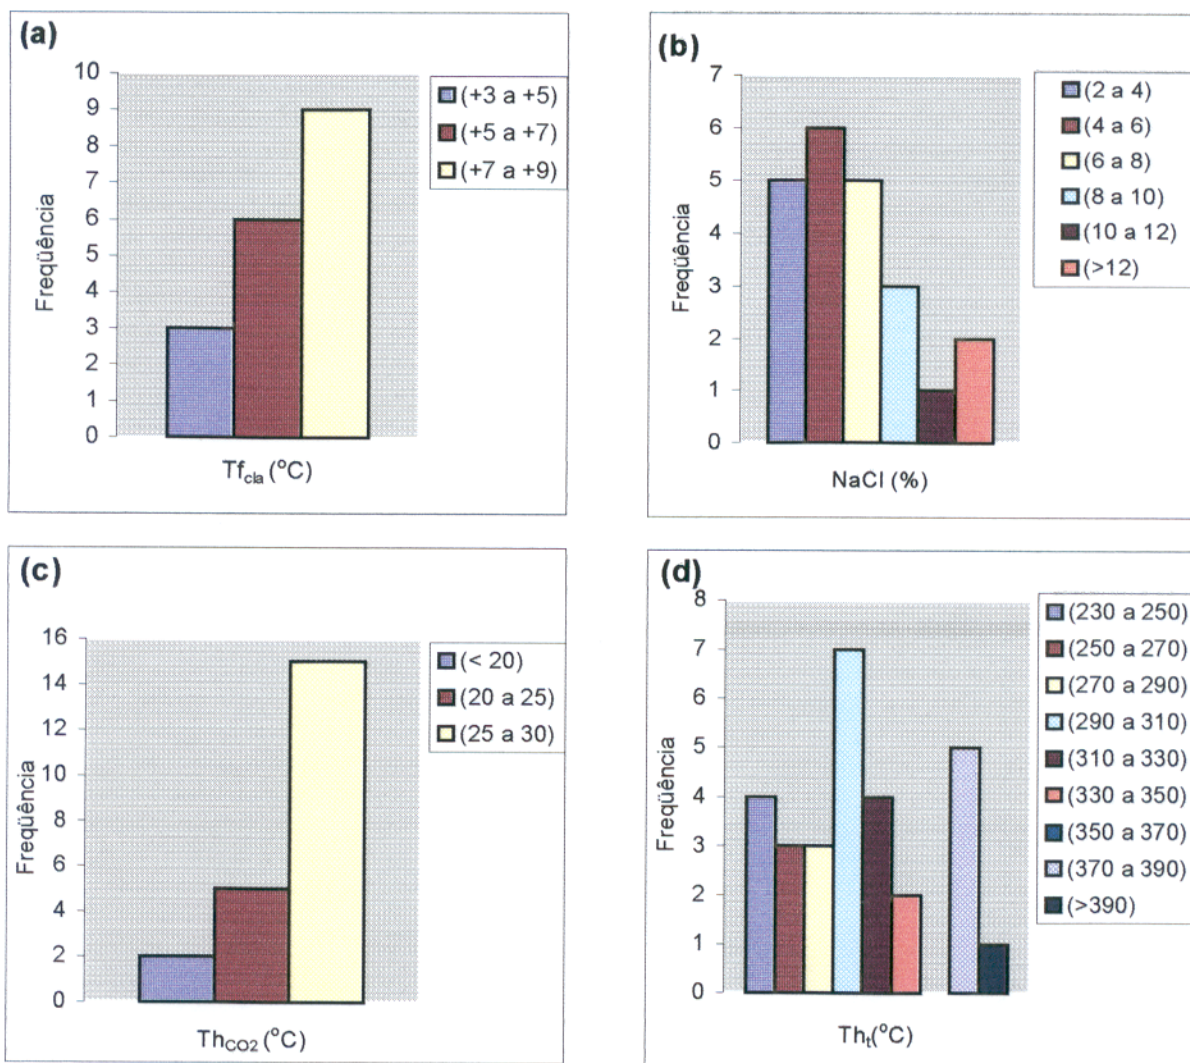 (a)
10
9
8
7
6
5
4
3
2
1
0
Freqüência
Tf_cla (°C)
(+3 a +5)
(+5 a +7)
(+7 a +9)
(b)
7
6
5
4
3
2
1
0
Freqüência
NaCl (%)
(2 a 4)
(4 a 6)
(6 a 8)
(8 a 10)
(10 a 12)
(>12)
(c)
16
14
12
10
8
6
4
2
0
Freqüência
Th_CO2 (°C)
(< 20)
(20 a 25)
(25 a 30)
(d)
8
7
6
5
4
3
2
1
0
Freqüência
Th_t(°C)
(230 a 250)
(250 a 270)
(270 a 290)
(290 a 310)
(310 a 330)
(330 a 350)
(350 a 370)
(370 a 390)
(>390)